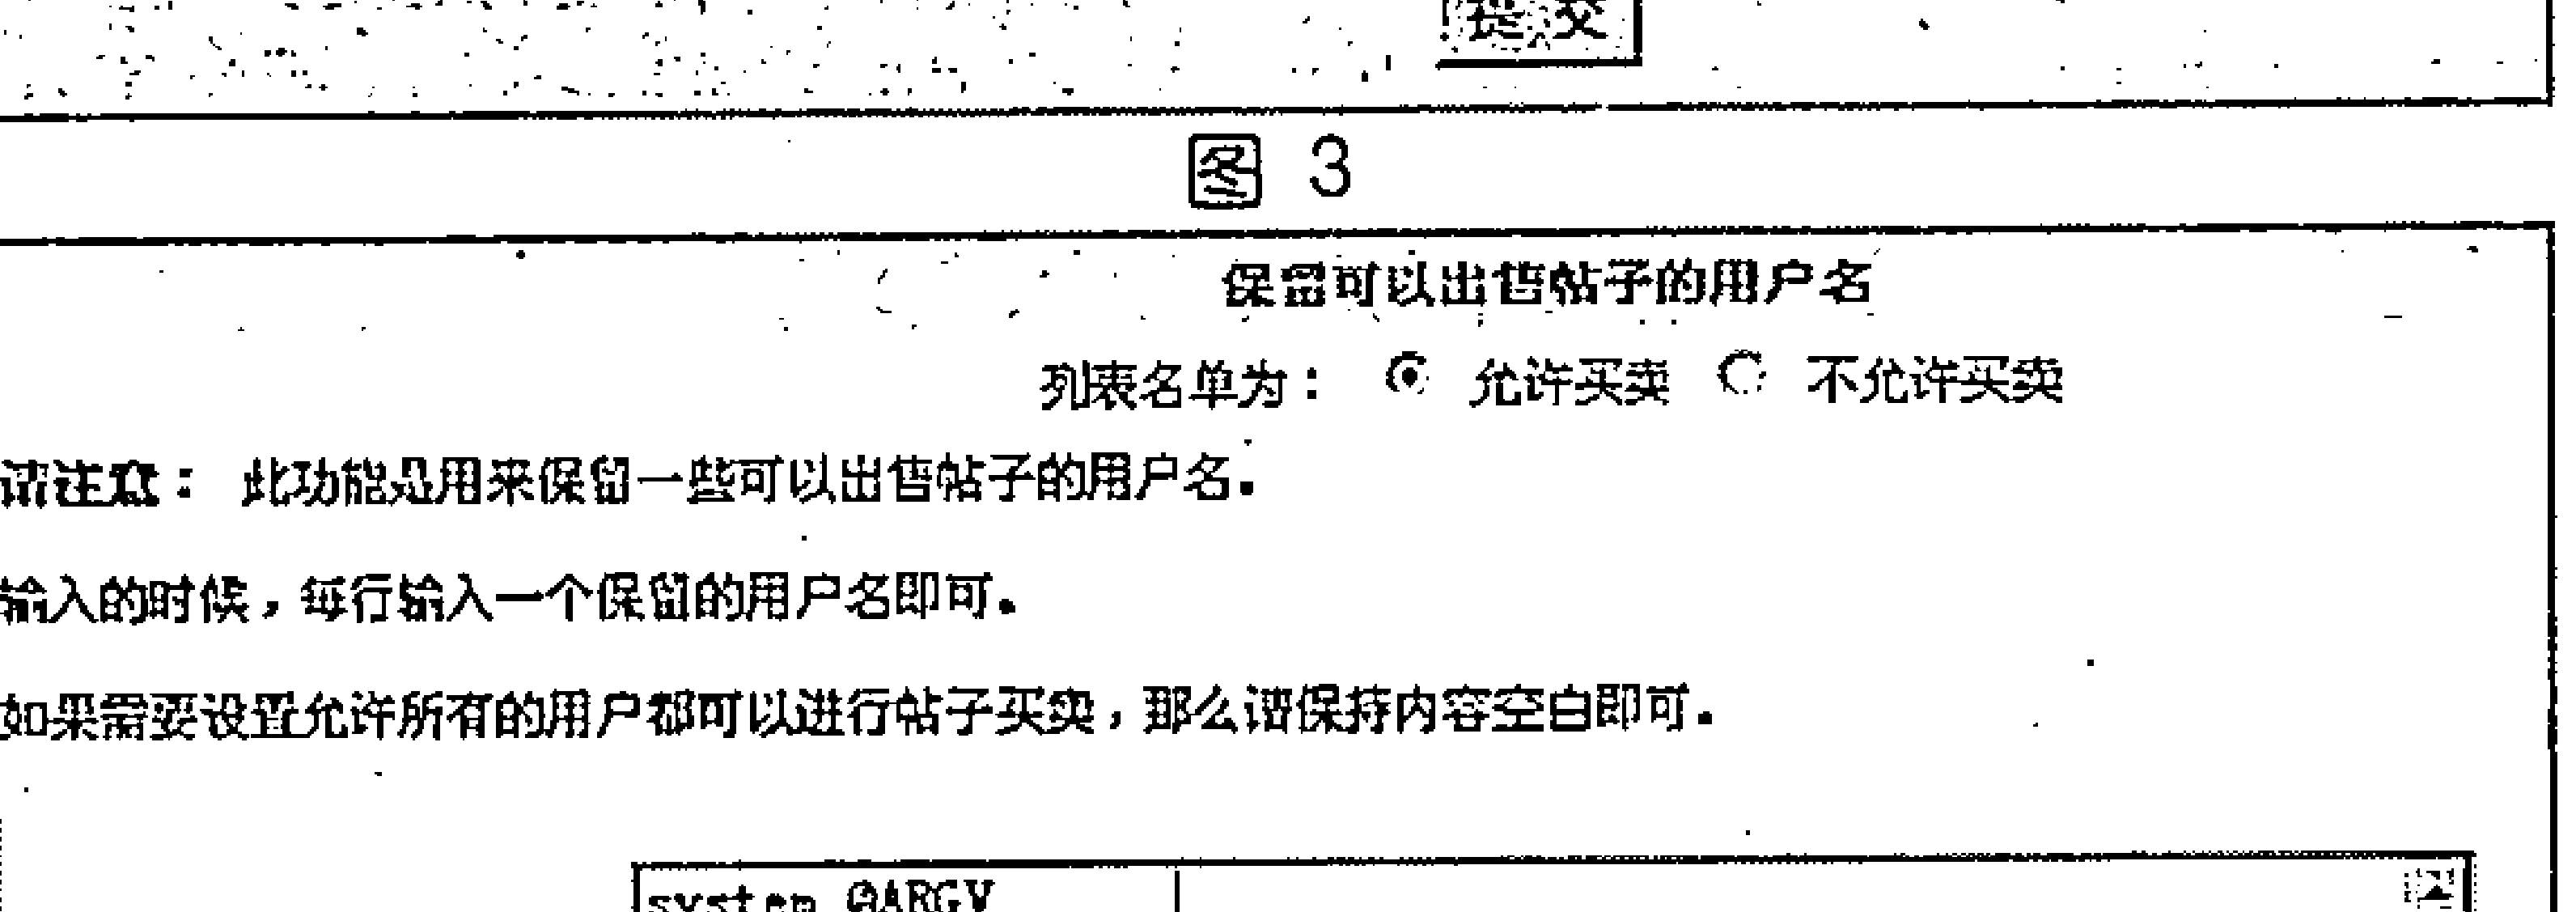 提交
图 3
保留可以出售帖子的用户名
列表名单为： 允许买卖 不允许买卖
请注意： 此功能是用来保留一些可以出售帖子的用户名.
输入的时候，每行输入一个保留的用户名即可.
如果需要设置允许所有的用户都可以进行帖子买卖，那么请保持内容空白即可.
system @ARGV